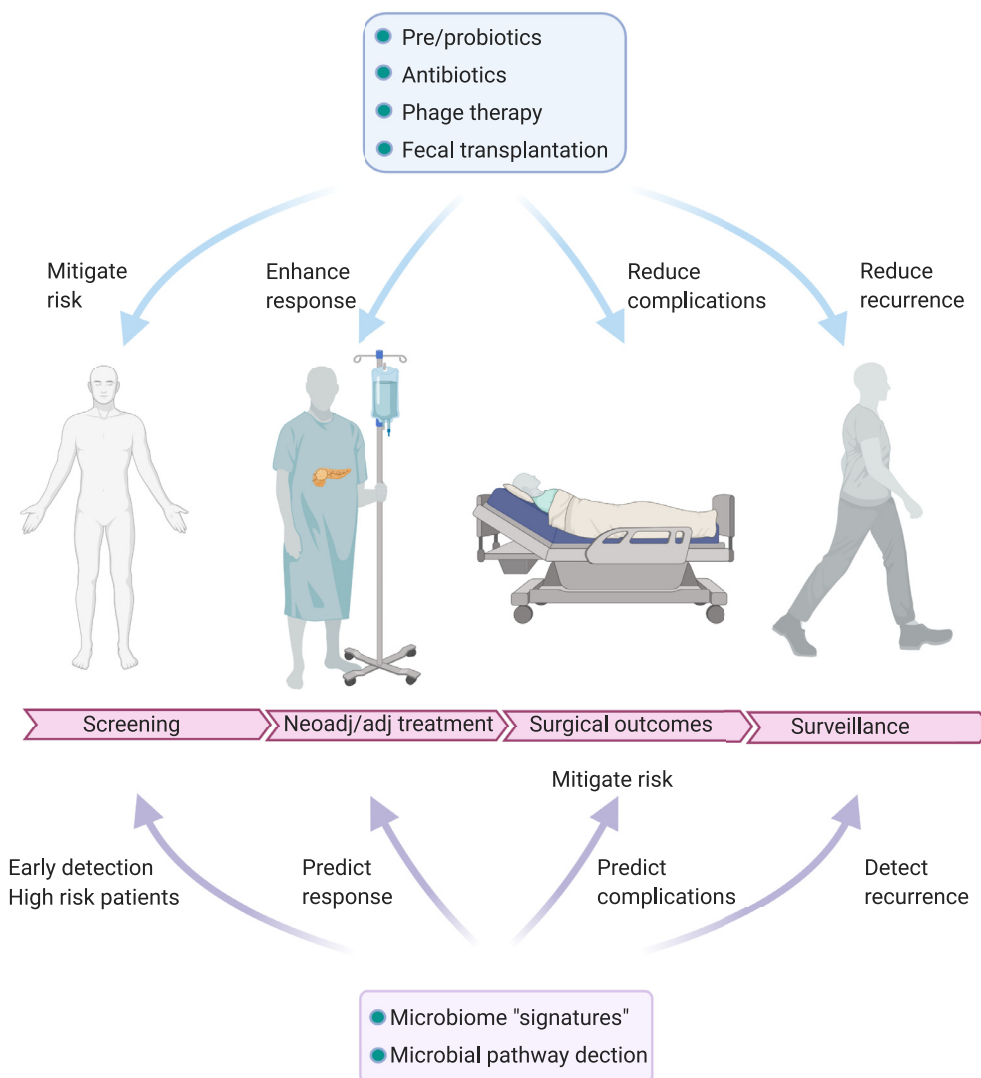 Pre/probiotics
Antibiotics
Phage therapy
Fecal transplantation
Mitigate
risk
Enhance
response
Reduce
complications
Reduce
recurrence
Screening
Neoadj/adj treatment
Surgical outcomes
Surveillance
Mitigate risk
Early detection
High risk patients
Predict
response
Predict
complications
Detect
recurrence
Microbiome "signatures"
Microbial pathway dection